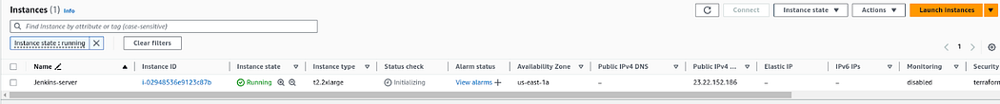 Instances (1) Info
Connect Instance state Actions Launch instances
Find Instance by attribute or tag (case-sensitive)
Instance state : running Clear filters
1
Name Instance ID Instance state Instance type Status check Alarm status Availability Zone Public IPv4 DNS Public IPv4 ... Elastic IP IPv6 IPs Monitoring Security
Jenkins-server i-02948536e9123c87b Running t2.2xlarge Initializing View alarms + us-east-1a – 23.22.152.186 – – disabled terraform